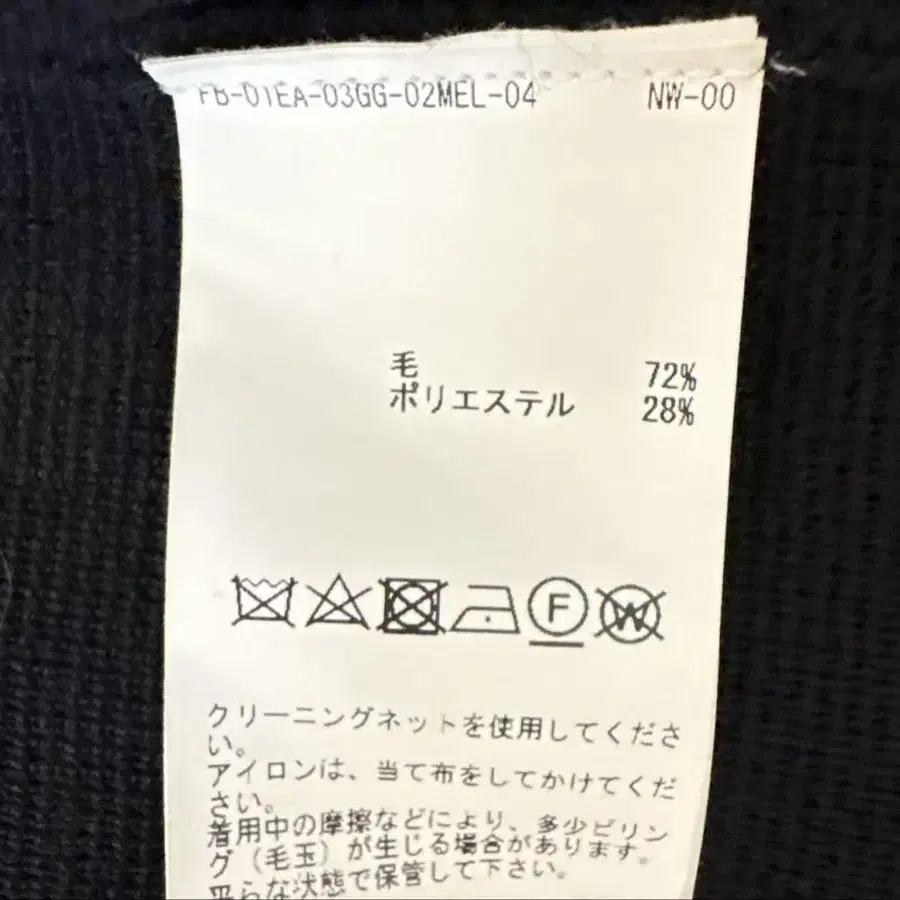 FB-01EA-03GG-02MEL-04 NW-00
毛 72%
ポリエステル 28%
F W
クリーニングネットを使用してくださ
い。
アイロンは、当て布をしてかけてくだ
さい。
着用中の摩擦などにより、多少ピリン
グ（毛玉）が生じる場合があります。
平らな状態で保管して下さい。